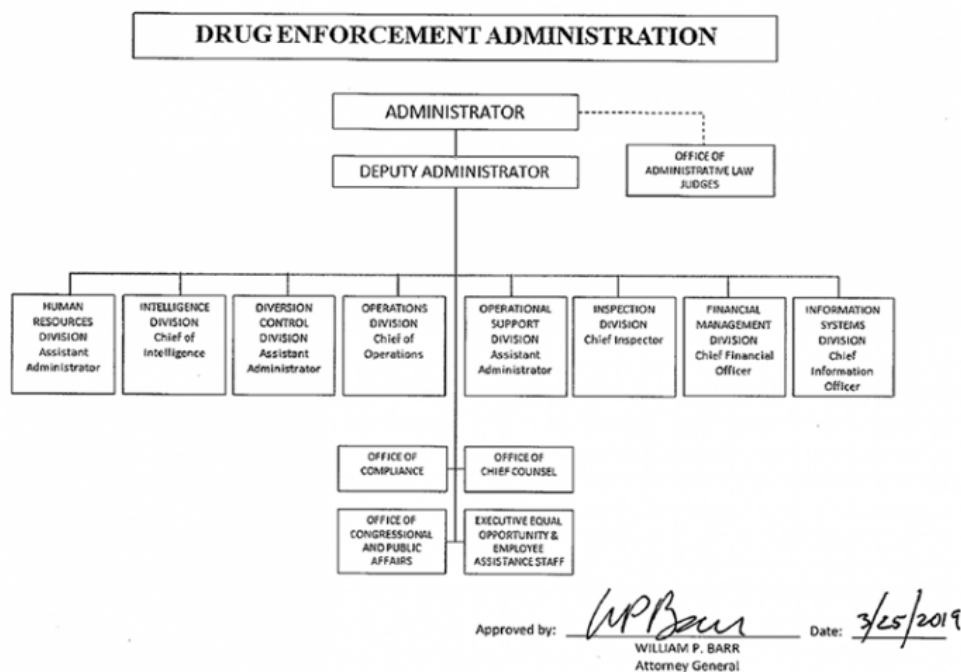 DRUG ENFORCEMENT ADMINISTRATION
ADMINISTRATOR
OFFICE OF
ADMINISTRATIVE LAW
JUDGES
DEPUTY ADMINISTRATOR
HUMAN
RESOURCES
DIVISION
Assistant
Administrator
INTELLIGENCE
DIVISION
Chief of
Intelligence
DIVERSION
CONTROL
DIVISION
Assistant
Administrator
OPERATIONS
DIVISION
Chief of
Operations
OPERATIONAL
SUPPORT
DIVISION
Assistant
Administrator
INSPECTION
DIVISION
Chief Inspector
FINANCIAL
MANAGEMENT
DIVISION
Chief Financial
Officer
INFORMATION
SYSTEMS
DIVISION
Chief
Information
Officer
OFFICE OF
COMPLIANCE
OFFICE OF
CHIEF COUNSEL
OFFICE OF
CONGRESSIONAL
AND PUBLIC
AFFAIRS
EXECUTIVE EQUAL
OPPORTUNITY &
EMPLOYEE
ASSISTANCE STAFF
Approved by: WPBarr Date: 3/25/2019
WILLIAM P. BARR
Attorney General